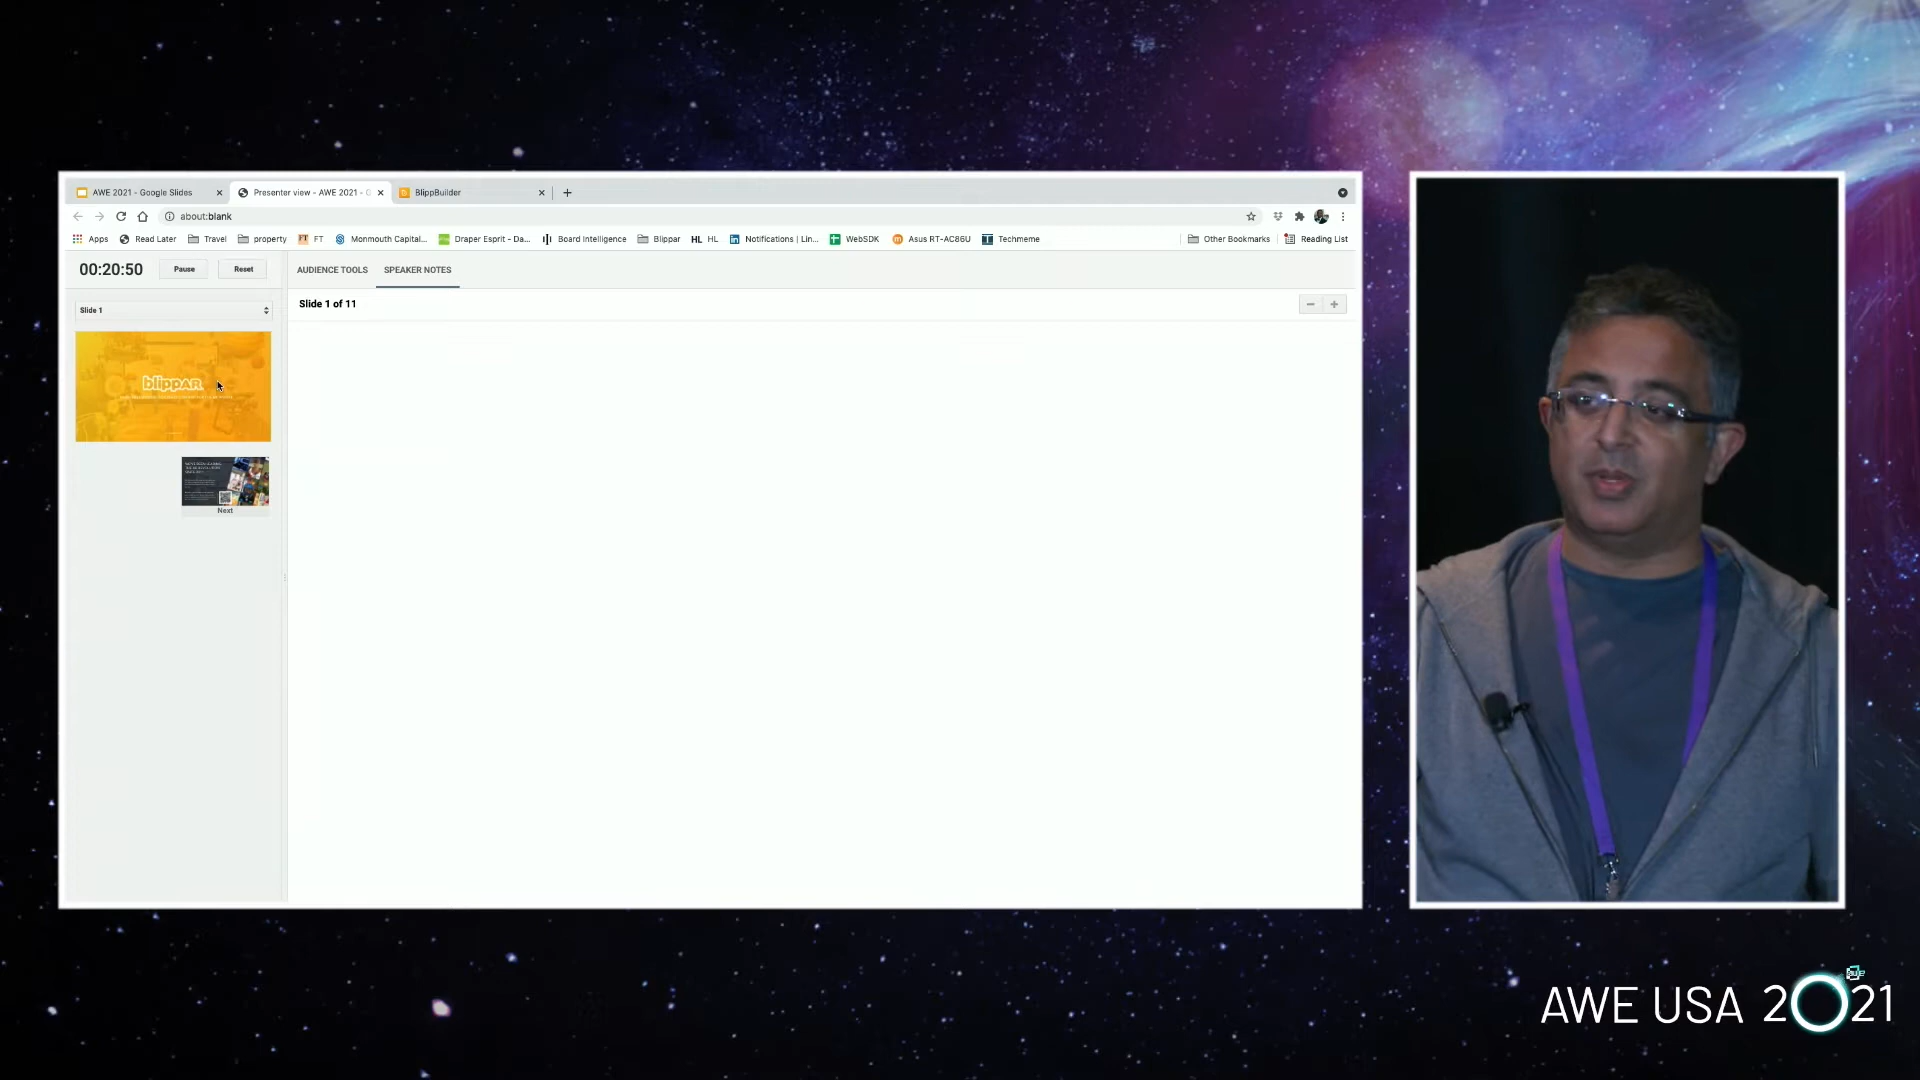 AWE 2021 - Google Slides
Presenter view - AWE 2021 - G
BlippBuilder
about:blank
Apps
Read Later
Travel
property
FT FT
Monmouth Capital...
Draper Esprit - Da...
Board Intelligence
Blippar
HL HL
Notifications | Lin...
WebSDK
Asus RT-AC86U
Techmeme
Other Bookmarks
Reading List
00:20:50
Pause
Reset
AUDIENCE TOOLS
SPEAKER NOTES
Slide 1
Slide 1 of 11
blippAR
Next
AWE USA 2021